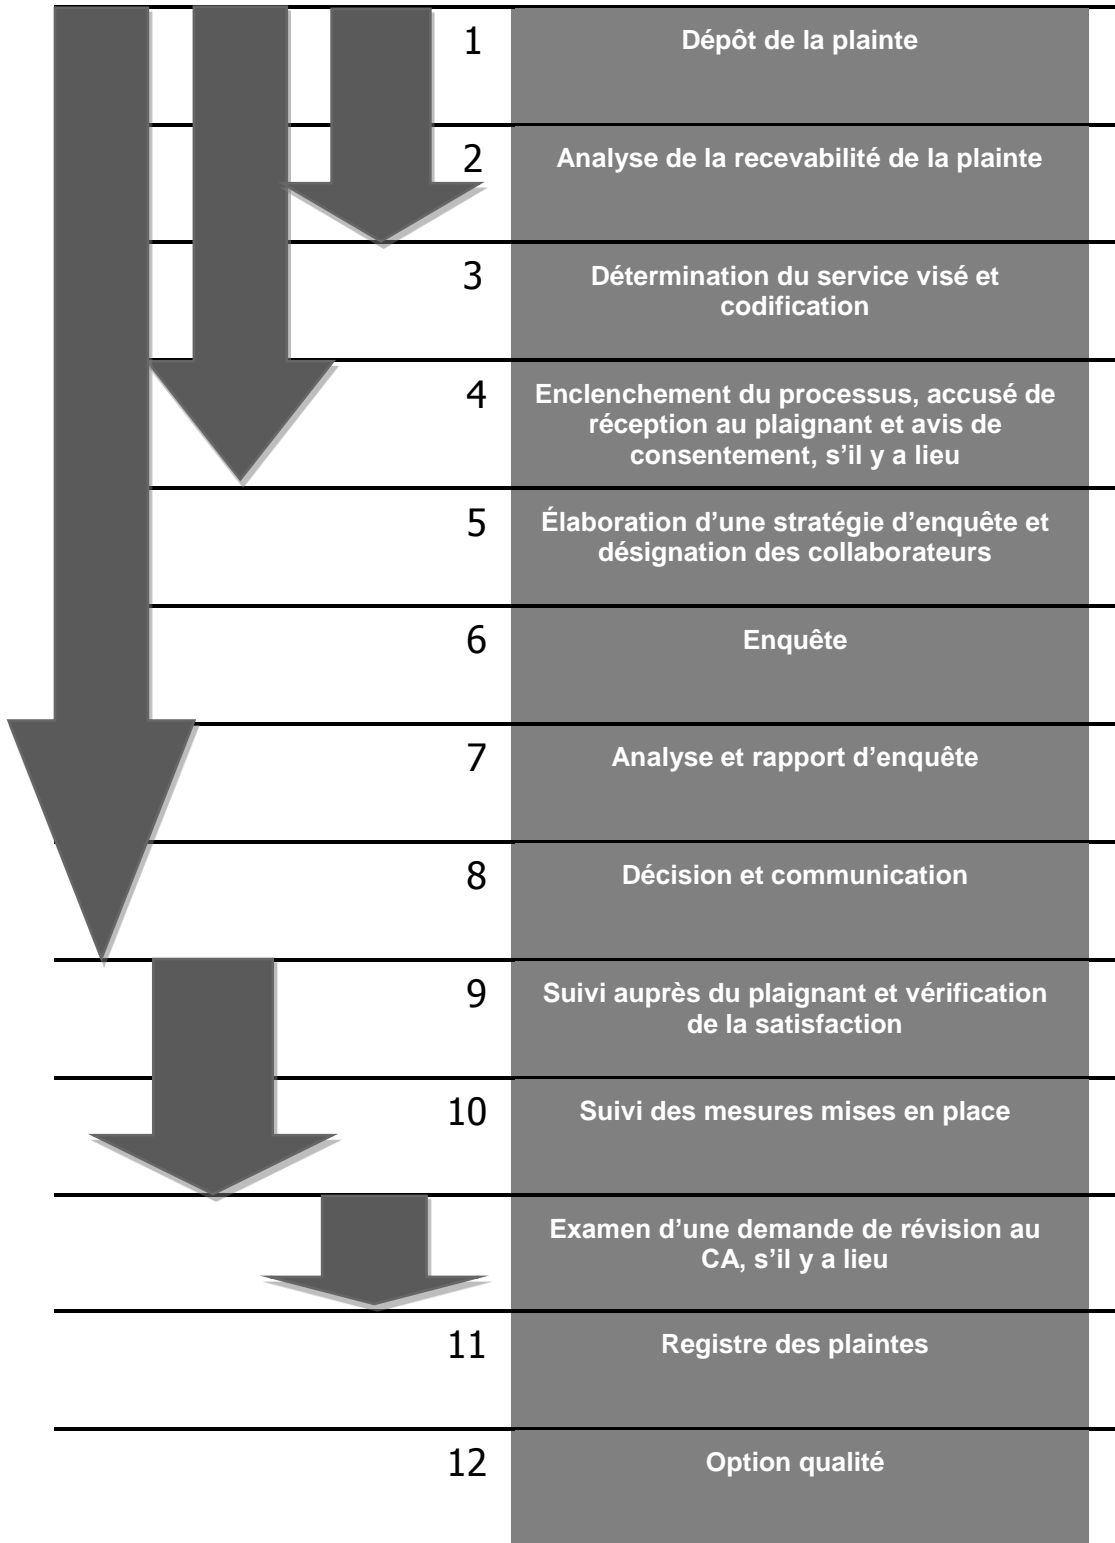 1
Dépôt de la plainte
2
Analyse de la recevabilité de la plainte
3
Détermination du service visé et
codification
4
Enclenchement du processus, accusé de
réception au plaignant et avis de
consentement, s’il y a lieu
5
Élaboration d’une stratégie d’enquête et
désignation des collaborateurs
6
Enquête
7
Analyse et rapport d’enquête
8
Décision et communication
9
Suivi auprès du plaignant et vérification
de la satisfaction
10
Suivi des mesures mises en place
Examen d’une demande de révision au
CA, s’il y a lieu
11
Registre des plaintes
12
Option qualité